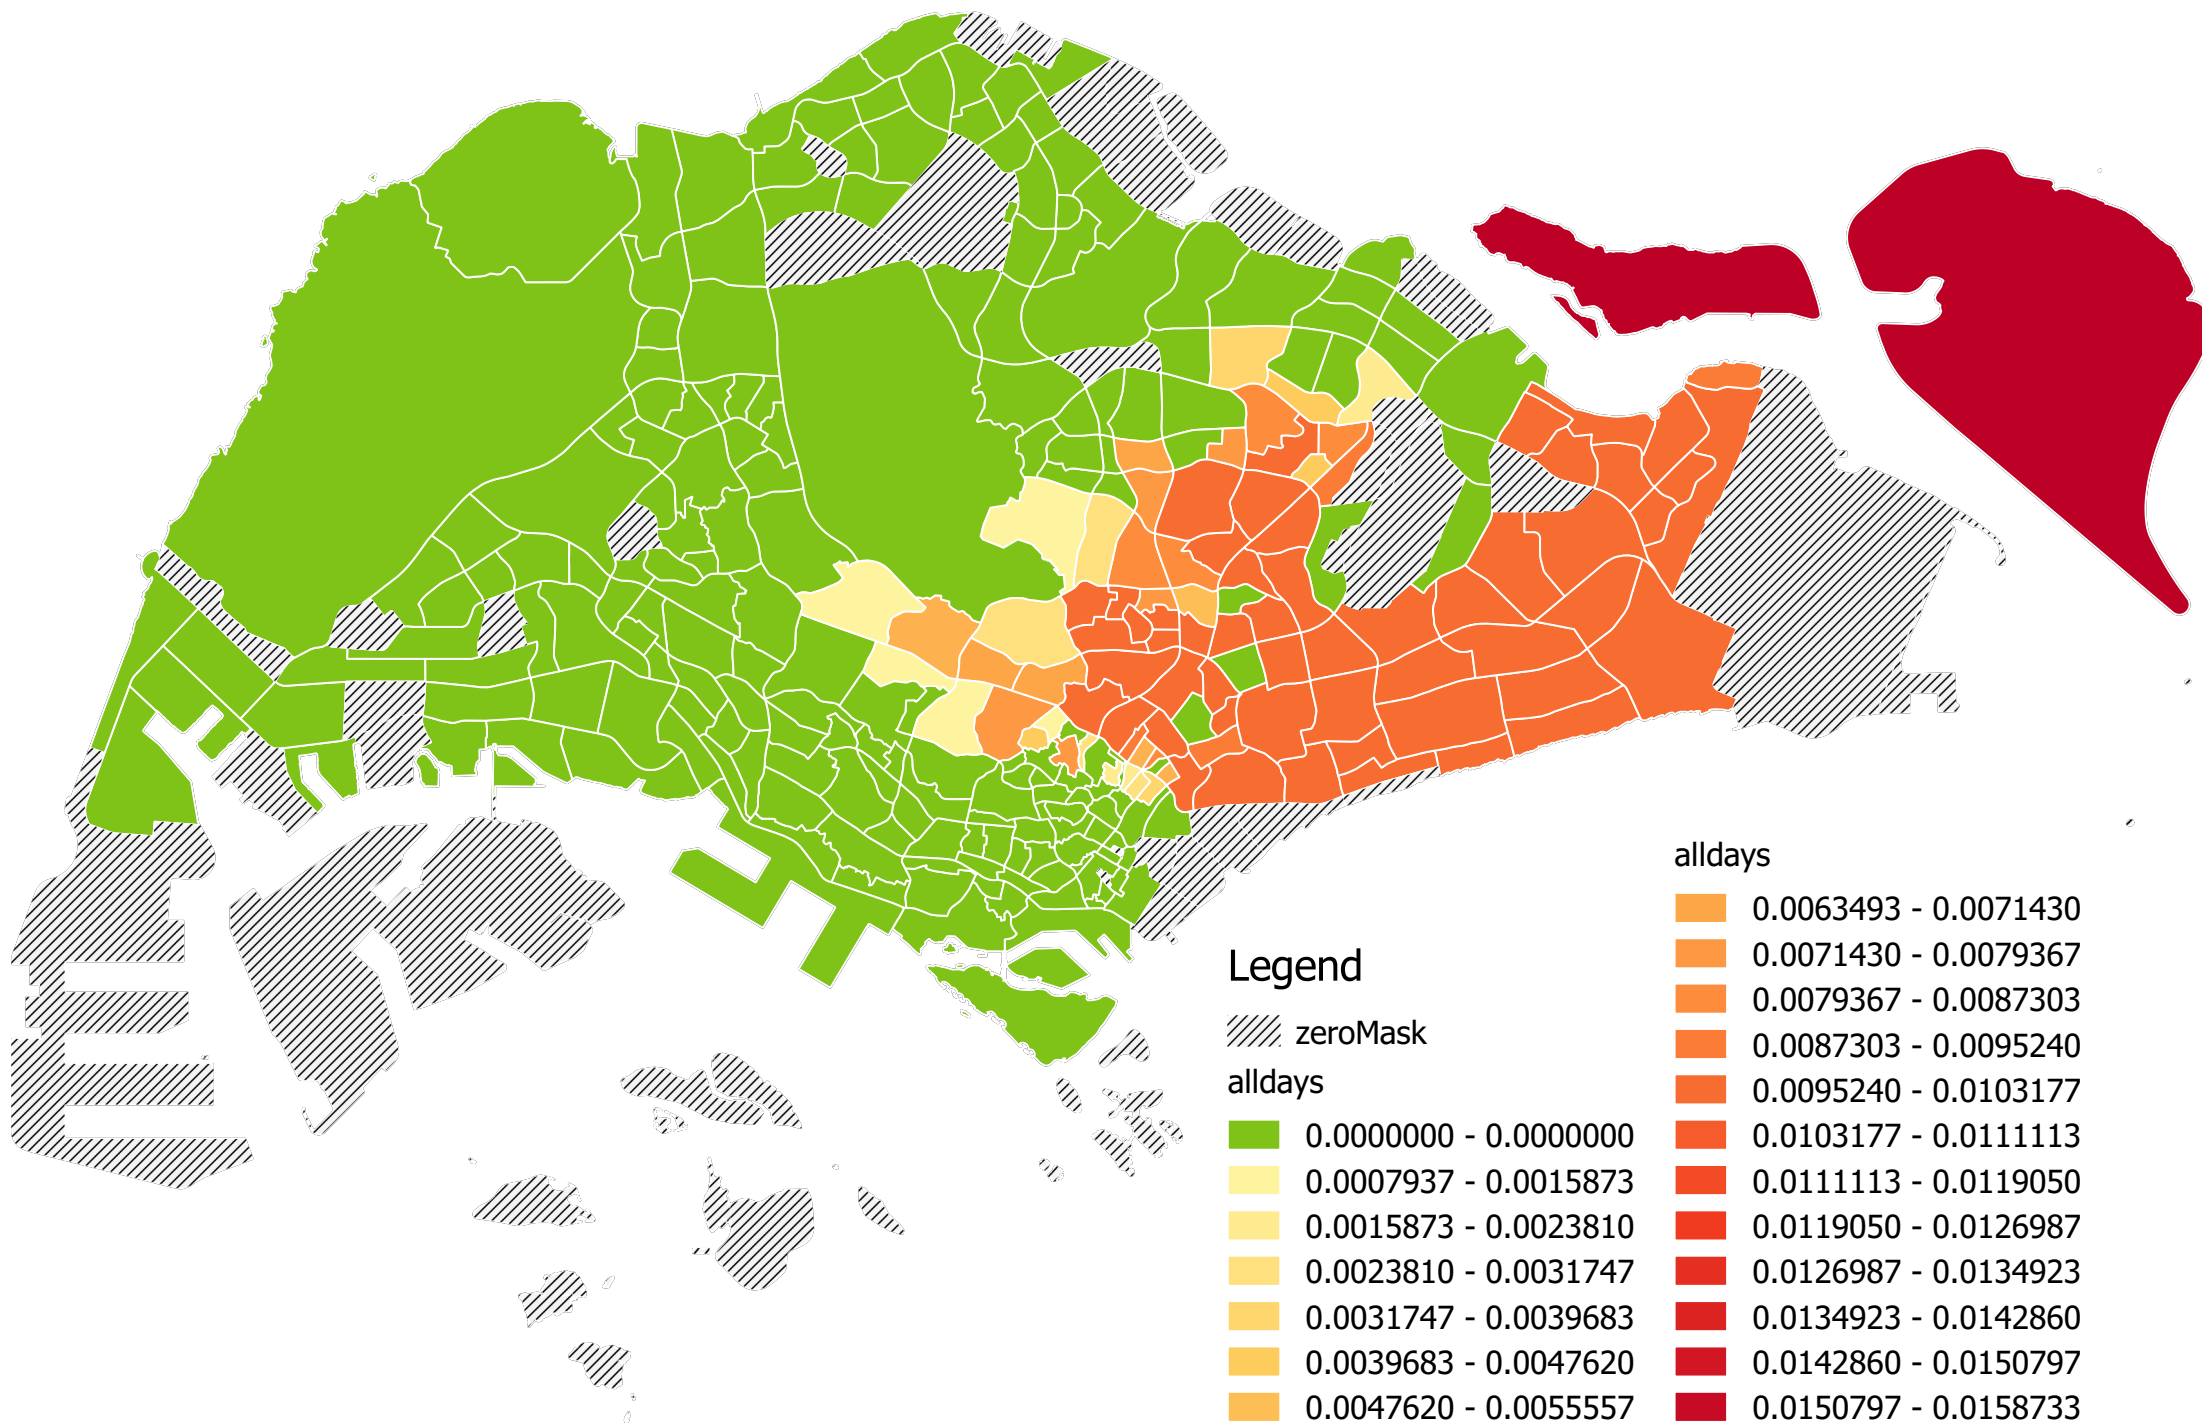 Legend
zeroMask
alldays
0.0000000 - 0.0000000
0.0007937 - 0.0015873
0.0015873 - 0.0023810
0.0023810 - 0.0031747
0.0031747 - 0.0039683
0.0039683 - 0.0047620
0.0047620 - 0.0055557
alldays
0.0063493 - 0.0071430
0.0071430 - 0.0079367
0.0079367 - 0.0087303
0.0087303 - 0.0095240
0.0095240 - 0.0103177
0.0103177 - 0.0111113
0.0111113 - 0.0119050
0.0119050 - 0.0126987
0.0126987 - 0.0134923
0.0134923 - 0.0142860
0.0142860 - 0.0150797
0.0150797 - 0.0158733